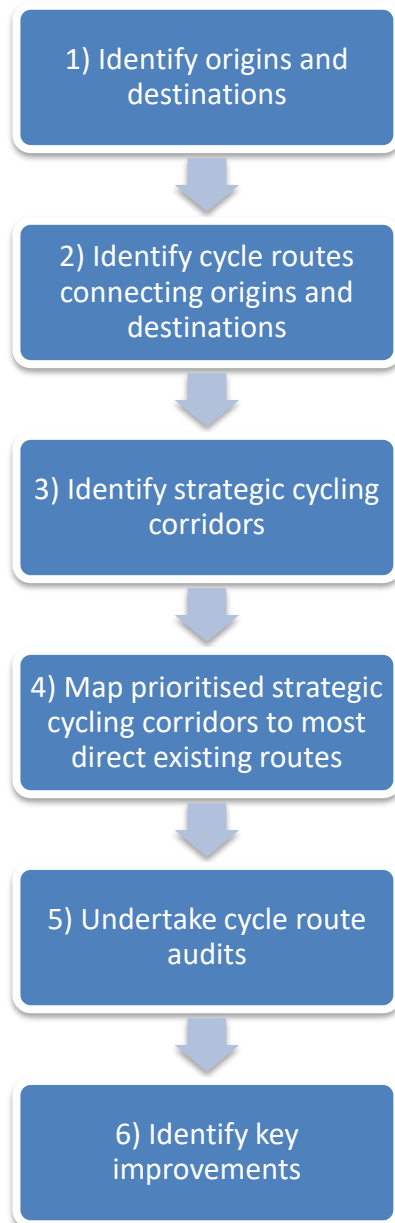 1) Identify origins and
destinations
2) Identify cycle routes
connecting origins and
destinations
3) Identify strategic cycling
corridors
4) Map prioritised strategic
cycling corridors to most
direct existing routes
5) Undertake cycle route
audits
6) Identify key
improvements